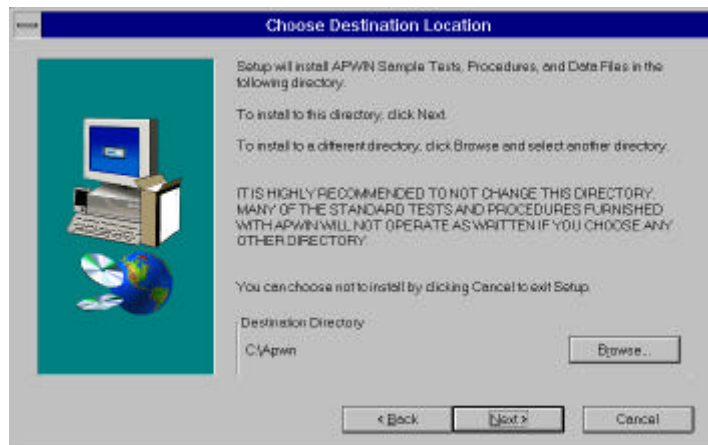 Choose Destination Location
Setup will install APWIN Sample Tests, Procedures, and Data Files in the
following directory.
To install to this directory, click Next.
To install to a different directory, click Browse and select another directory.
IT IS HIGHLY RECOMMENDED TO NOT CHANGE THIS DIRECTORY.
MANY OF THE STANDARD TESTS AND PROCEDURES FURNISHED
WITH APWIN WILL NOT OPERATE AS WRITTEN IF YOU CHOOSE ANY
OTHER DIRECTORY.
You can choose not to install by clicking Cancel to exit Setup.
Destination Directory
C:\Apwn
Browse...
< Back
Next >
Cancel